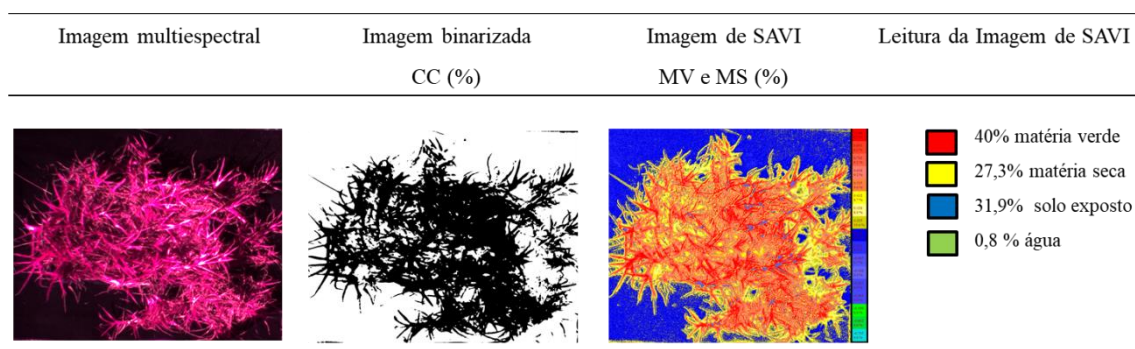 Imagem multiespectral
Imagem binarizada
CC (%)
Imagem de SAVI
MV e MS (%)
Leitura da Imagem de SAVI
40% matéria verde
27,3% matéria seca
31,9% solo exposto
0,8 % água